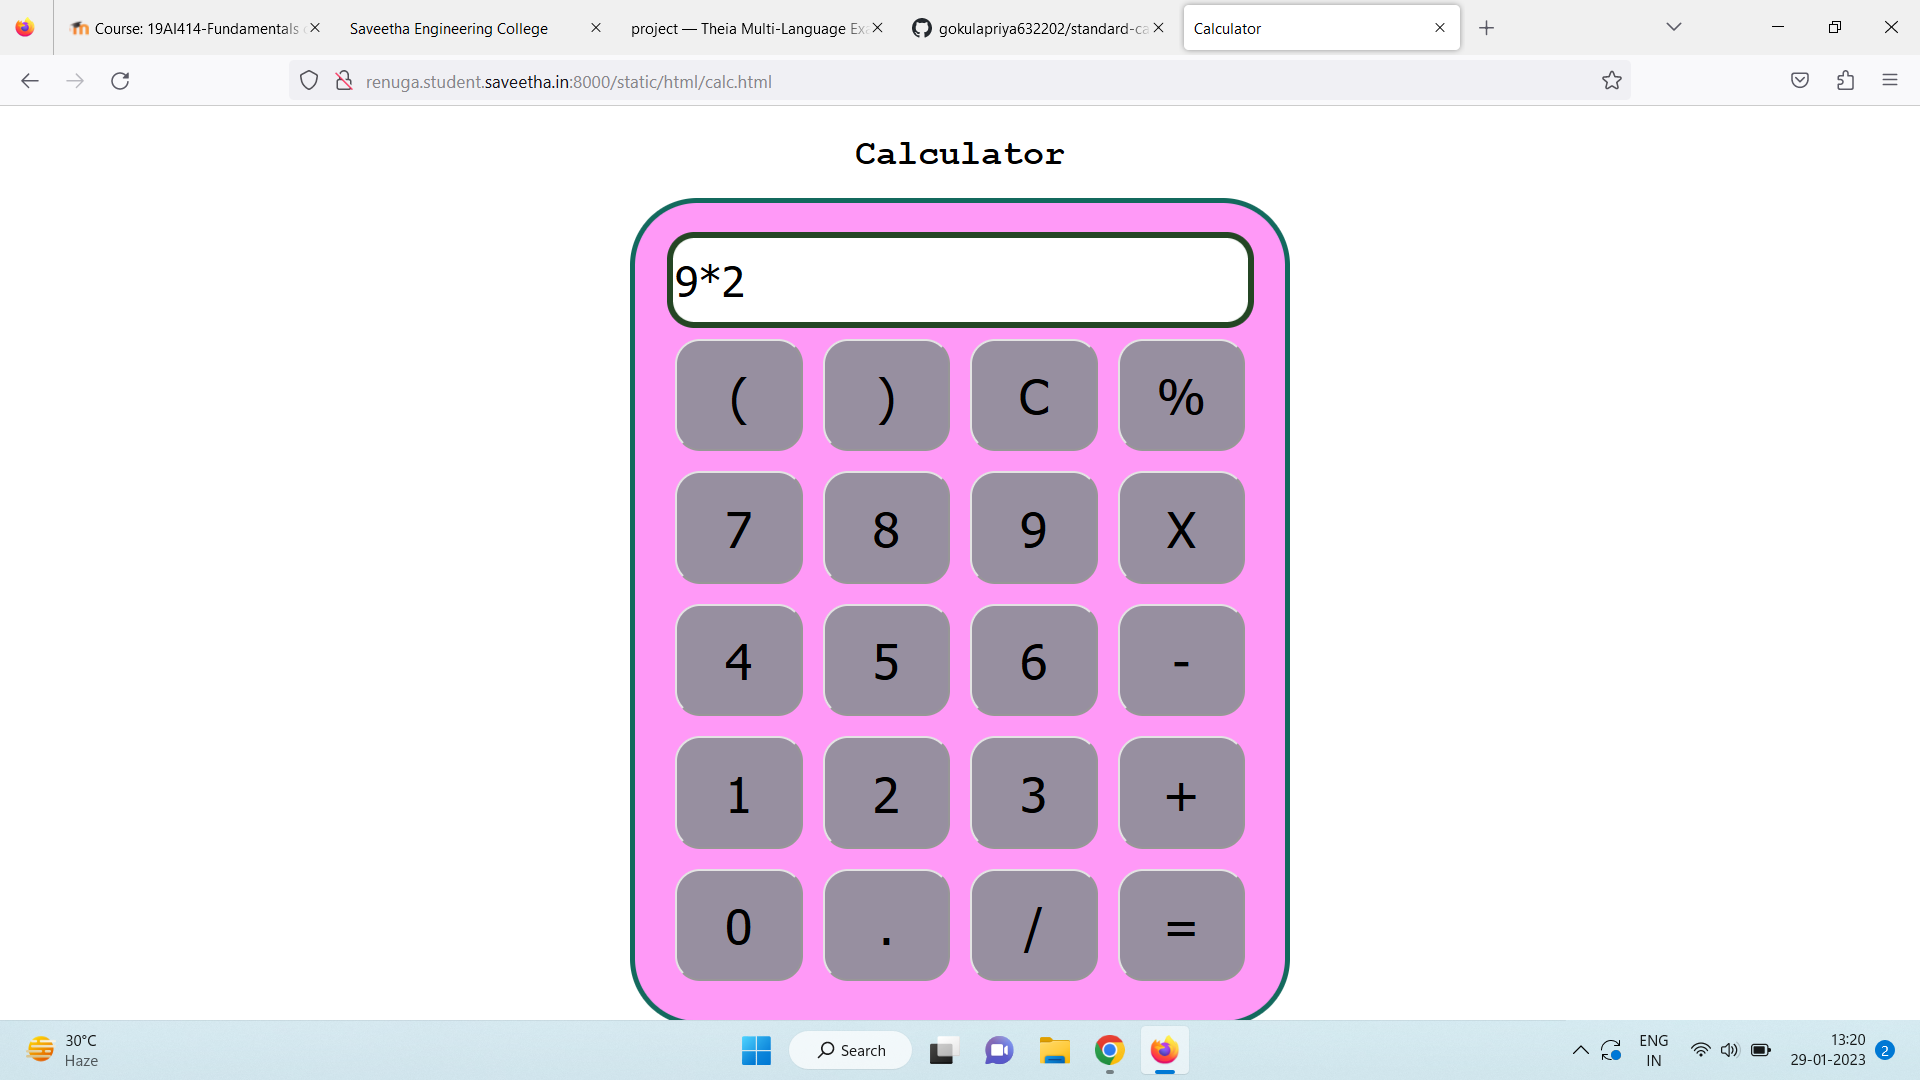 Course: 19AI414-Fundamentals
Saveetha Engineering College
project — Theia Multi-Language Ex
gokulapriya632202/standard-ca
Calculator
renuga.student.saveetha.in:8000/static/html/calc.html
Calculator
9*2
( ) C %
7 8 9 X
4 5 6 -
1 2 3 +
0 . / =
30°C
Haze
Search
ENG
IN
13:20
29-01-2023
2